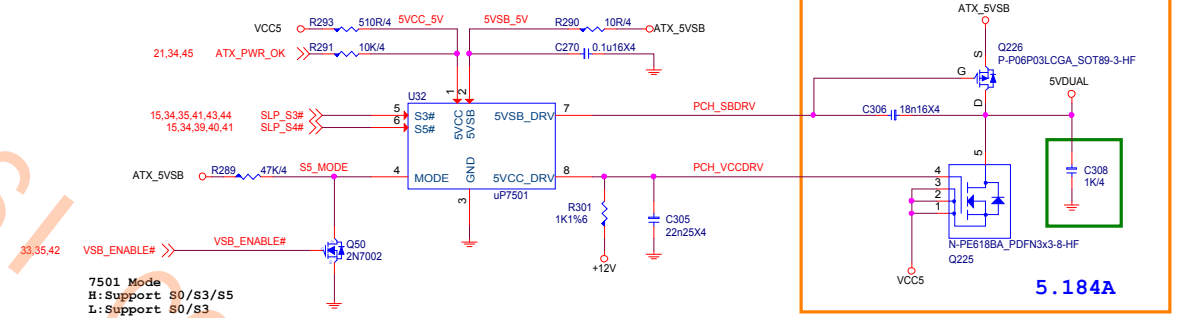 ATX_5VSB
VCC5 R293 510R/4 5VCC_5V 5VSB_5V R290 10R/4 ATX_5VSB
Q226
P-P06P03LCGA_SOT89-3-HF
S
G
D
21,34,45 ATX_PWR_OK R291 10K/4 C270 0.1u16X4
5VDUAL
U32
1 2
15,34,35,41,43,44 SLP_S3# 5 S3# 5VCC 5VSB 5VSB_DRV 7 PCH_SBDRV C306 18n16X4
15,34,39,40,41 SLP_S4# 6 S5#
ATX_5VSB R289 47K/4 S5_MODE 4 MODE GND 5VCC_DRV 8 PCH_VCCDRV
3 uP7501
5
4
3
2
1
C308
1K/4
R301
1K1%6
C305
22n25X4
+12V
33,35,42 VSB_ENABLE# VSB_ENABLE# Q50
2N7002
N-PE618BA_PDFN3x3-8-HF
Q225
VCC5
5.184A
7501 Mode
H:Support S0/S3/S5
L:Support S0/S3